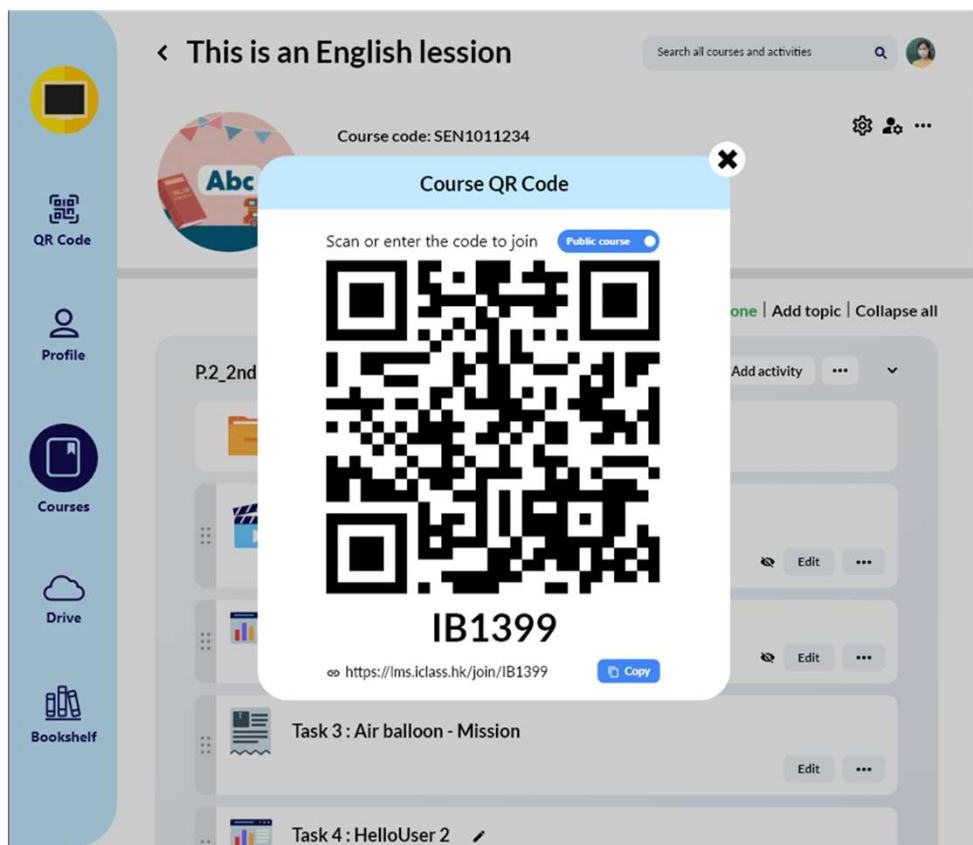 This is an English lession
Search all courses and activities
Course code: SEN1011234
Abc
Course QR Code
QR Code
Scan or enter the code to join
Public course
one | Add topic | Collapse all
Profile
P.2_2nd
Add activity
Courses
Edit
IB1399
Drive
Edit
https://lms.iclass.hk/join/IB1399
Copy
Bookshelf
Task 3 : Air balloon - Mission
Edit
Task 4 : HelloUser 2